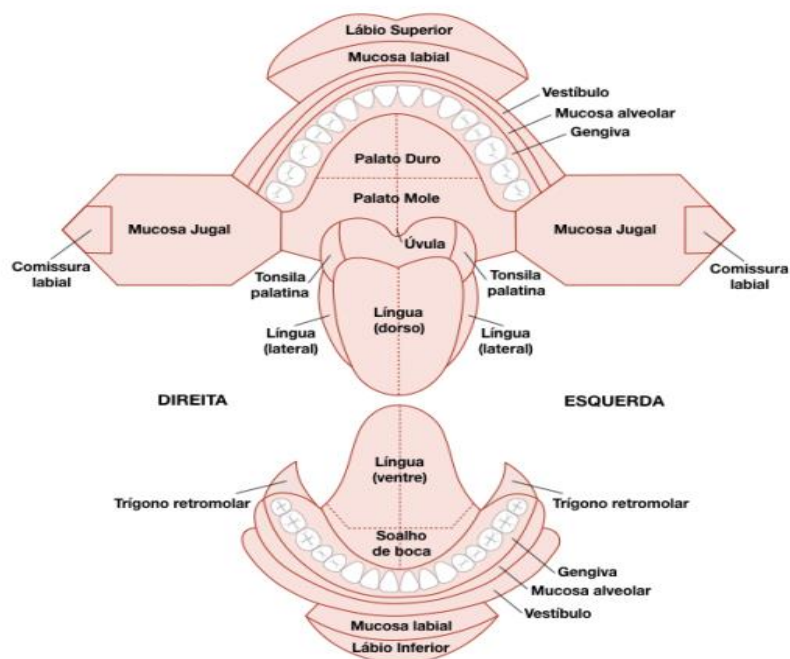 Lábio Superior
Mucosa labial
Vestíbulo
Mucosa alveolar
Gengiva
Palato Duro
Palato Mole
Mucosa Jugal
Mucosa Jugal
Úvula
Comissura
labial
Tonsila
palatina
Tonsila
palatina
Comissura
labial
Língua
(dorso)
Língua
(lateral)
Língua
(lateral)
DIREITA
ESQUERDA
Língua
(ventre)
Trígono retromolar
Trígono retromolar
Soalho
de boca
Gengiva
Mucosa alveolar
Vestíbulo
Mucosa labial
Lábio Inferior